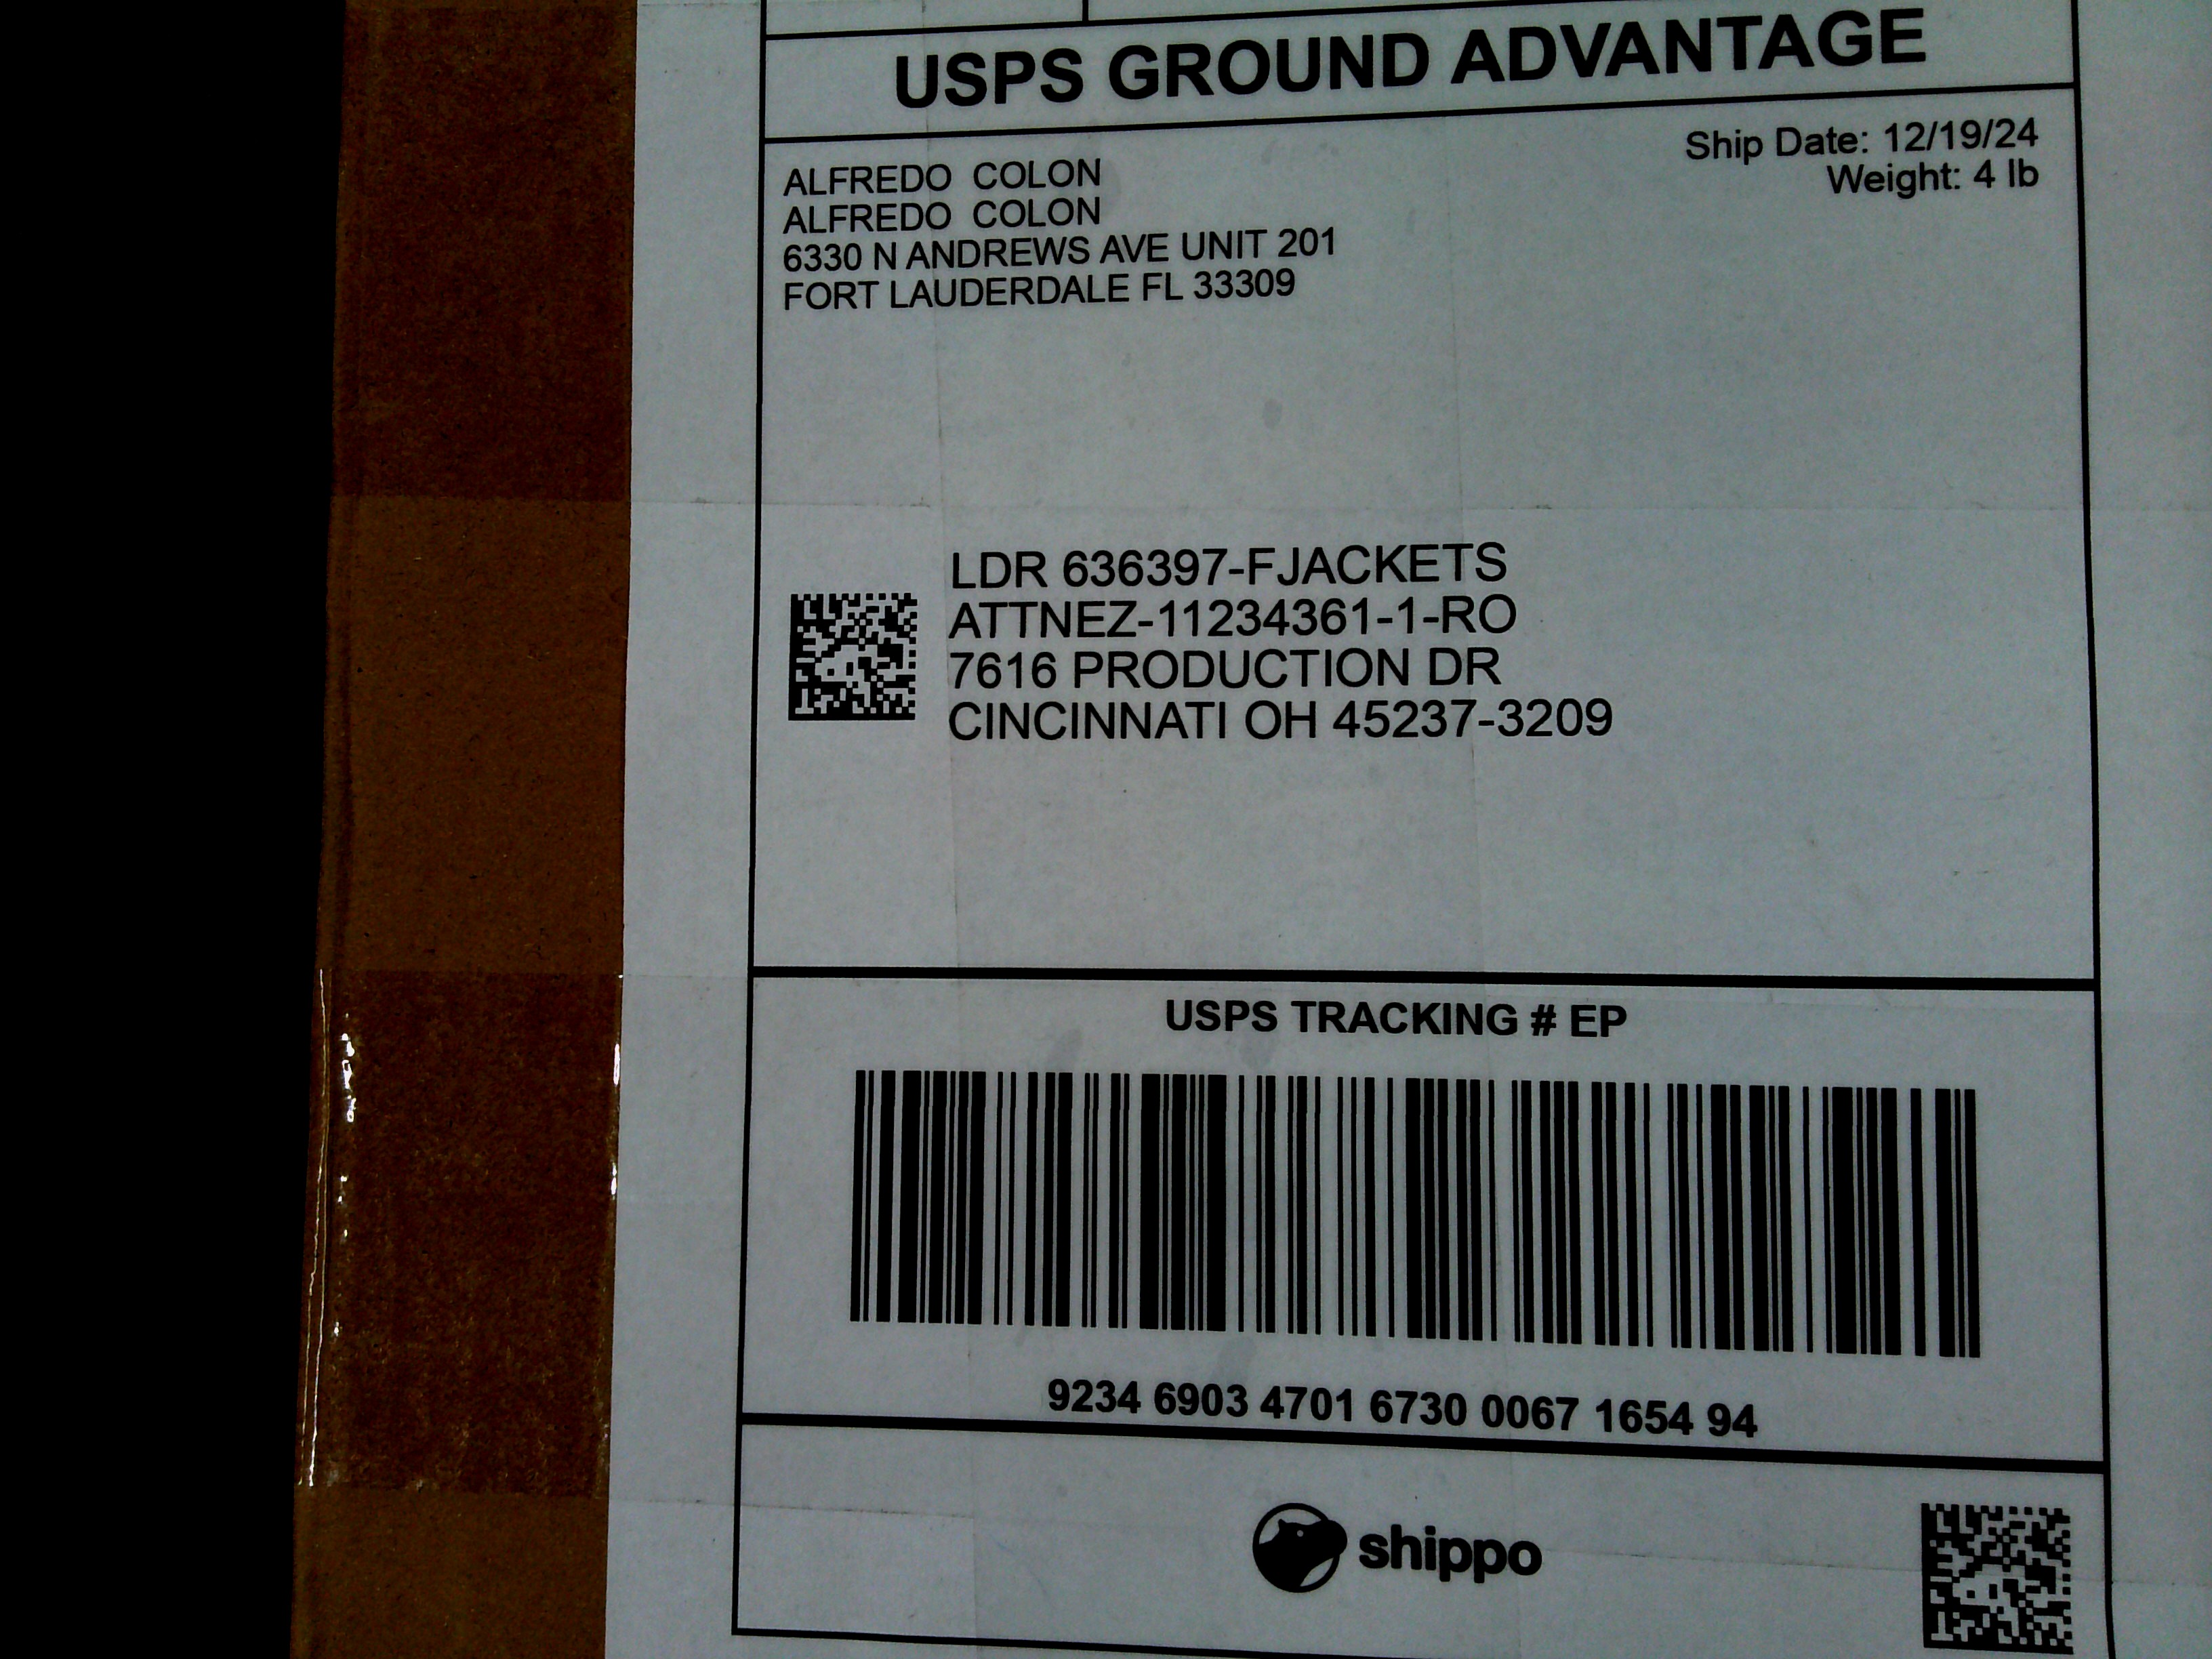 USPS GROUND ADVANTAGE
Ship Date: 12/19/24
Weight: 4 lb
ALFREDO COLON
ALFREDO COLON
6330 N ANDREWS AVE UNIT 201
FORT LAUDERDALE FL 33309
LDR 636397-FJACKETS
ATTNEZ-11234361-1-RO
7616 PRODUCTION DR
CINCINNATI OH 45237-3209
USPS TRACKING # EP
9234 6903 4701 6730 0067 1654 94
shippo